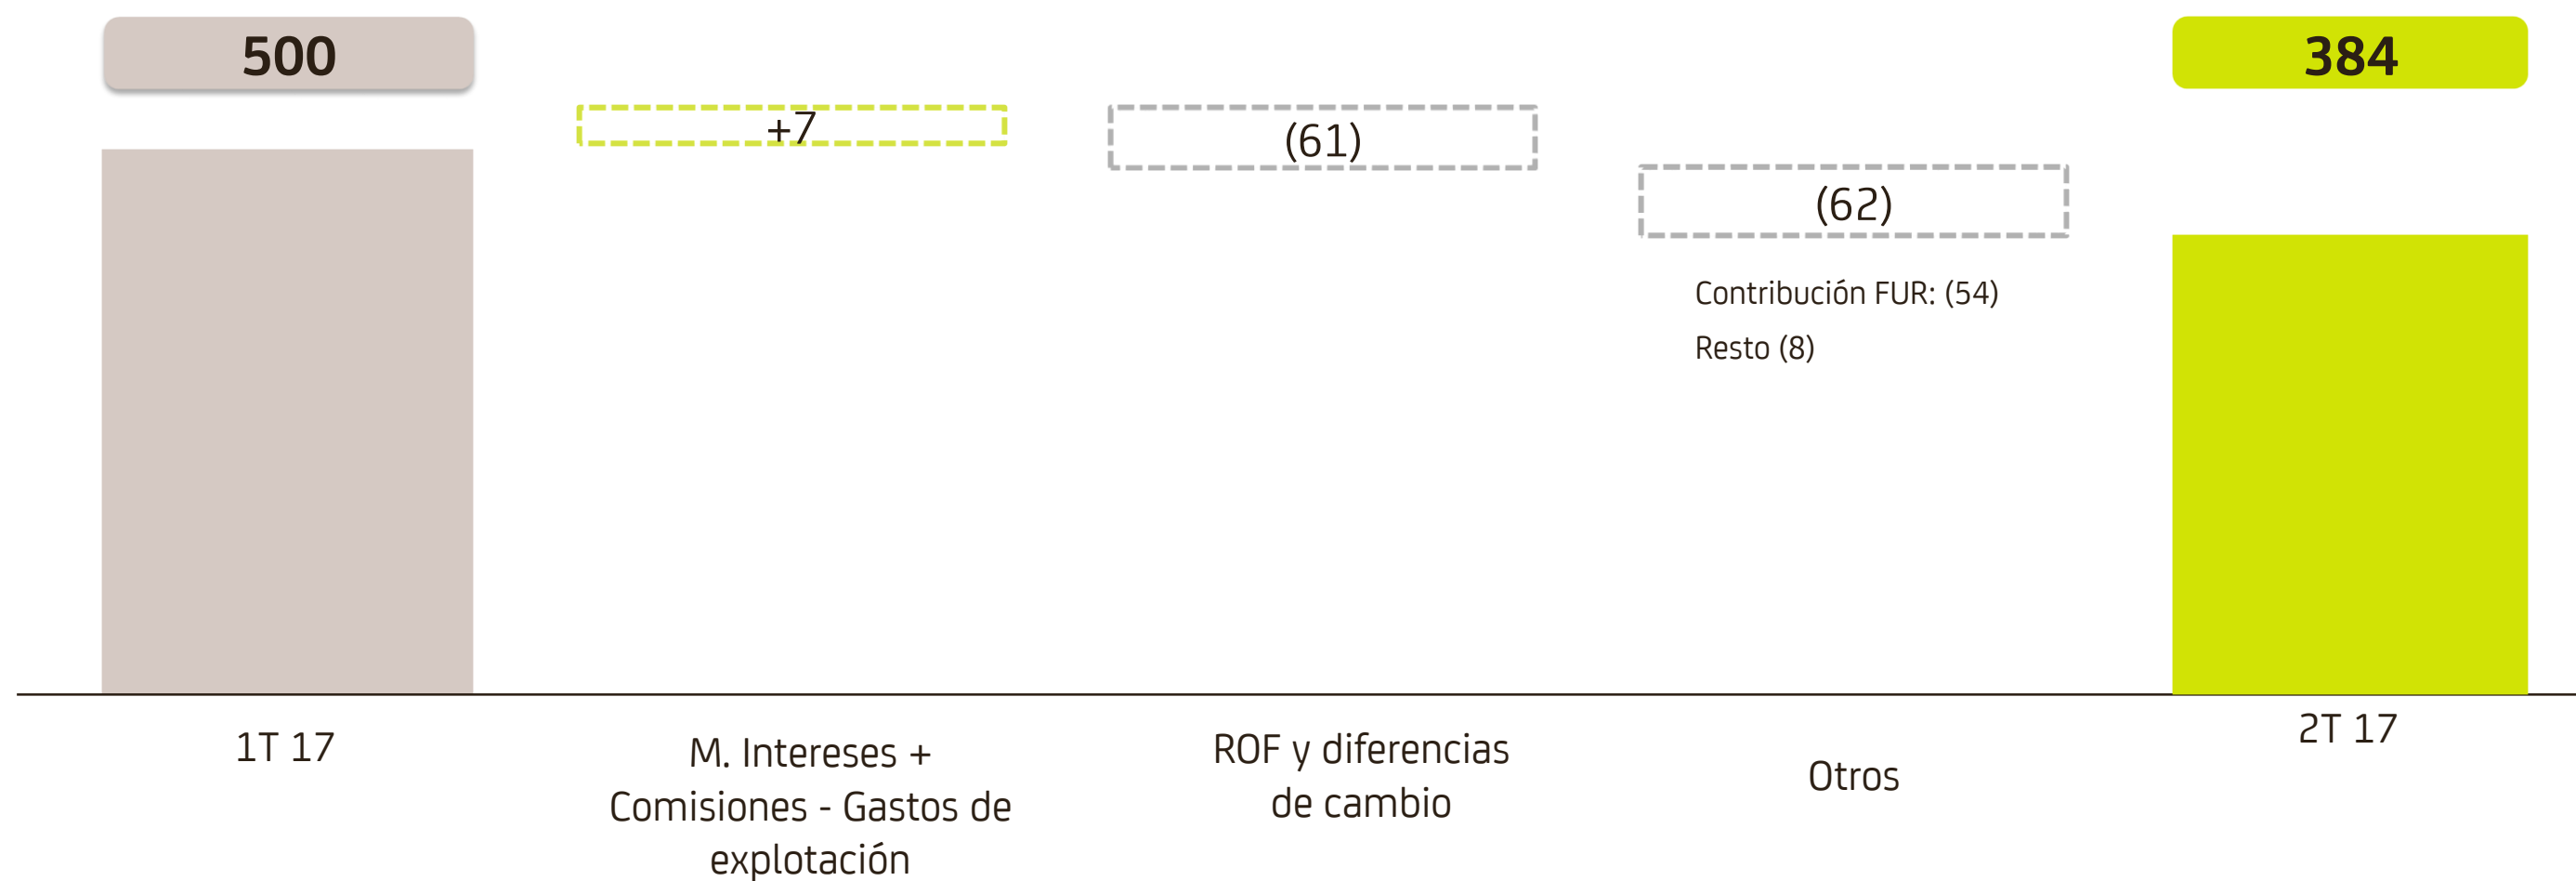 500
384
+7
(61)
(62)
Contribución FUR: (54)
Resto (8)
1T 17
M. Intereses +
Comisiones - Gastos de
explotación
ROF y diferencias
de cambio
Otros
2T 17